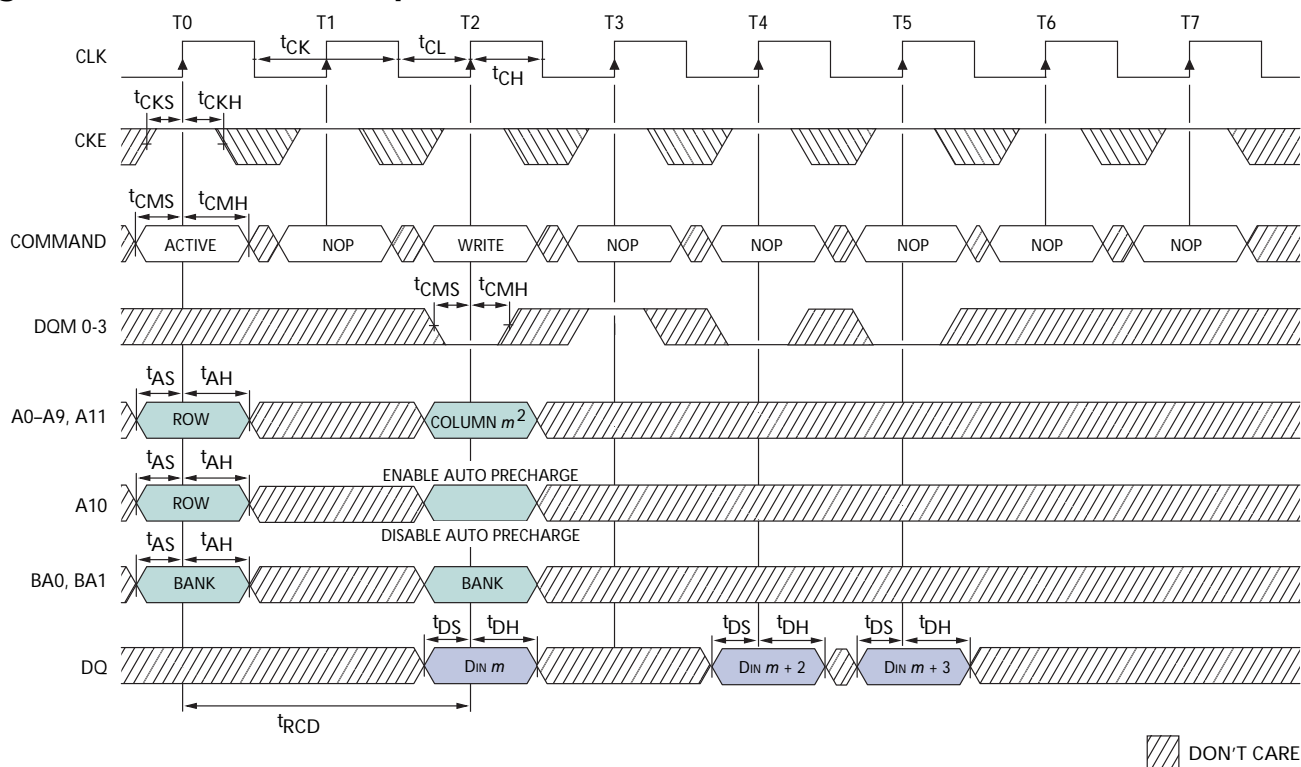 T0 T1 T2 T3 T4 T5 T6 T7
CLK tCK tCL
tCH
tCKS tCKH
CKE
tCMS tCMH
COMMAND ACTIVE NOP WRITE NOP NOP NOP NOP NOP
tCMS tCMH
DQM 0-3
tAS tAH
A0–A9, A11 ROW COLUMN m2
tAS tAH ENABLE AUTO PRECHARGE
A10 ROW
DISABLE AUTO PRECHARGE
tAS tAH
BA0, BA1 BANK BANK
tDS tDH tDS tDH tDS tDH
DQ DIN m DIN m + 2 DIN m + 3
tRCD
DON'T CARE